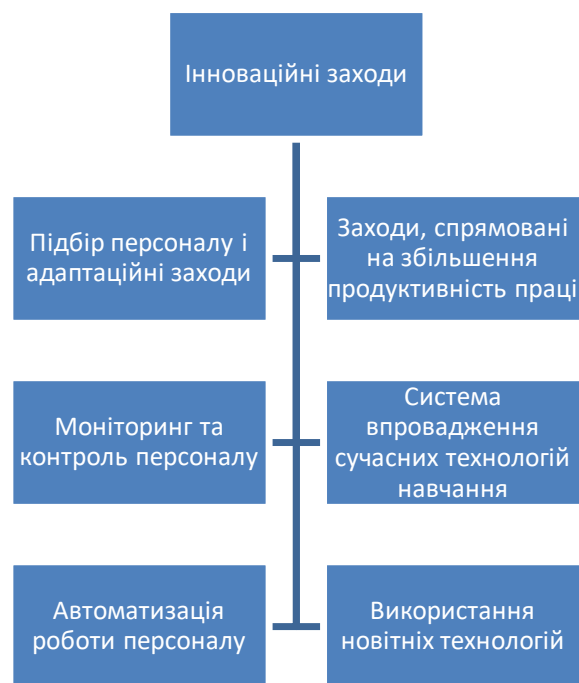 Інноваційні заходи
Підбір персоналу і
адаптаційні заходи
Заходи, спрямовані
на збільшення
продуктивність праці
Моніторинг та
контроль персоналу
Система
впровадження
сучасних технологій
навчання
Автоматизація
роботи персоналу
Використання
новітніх технологій